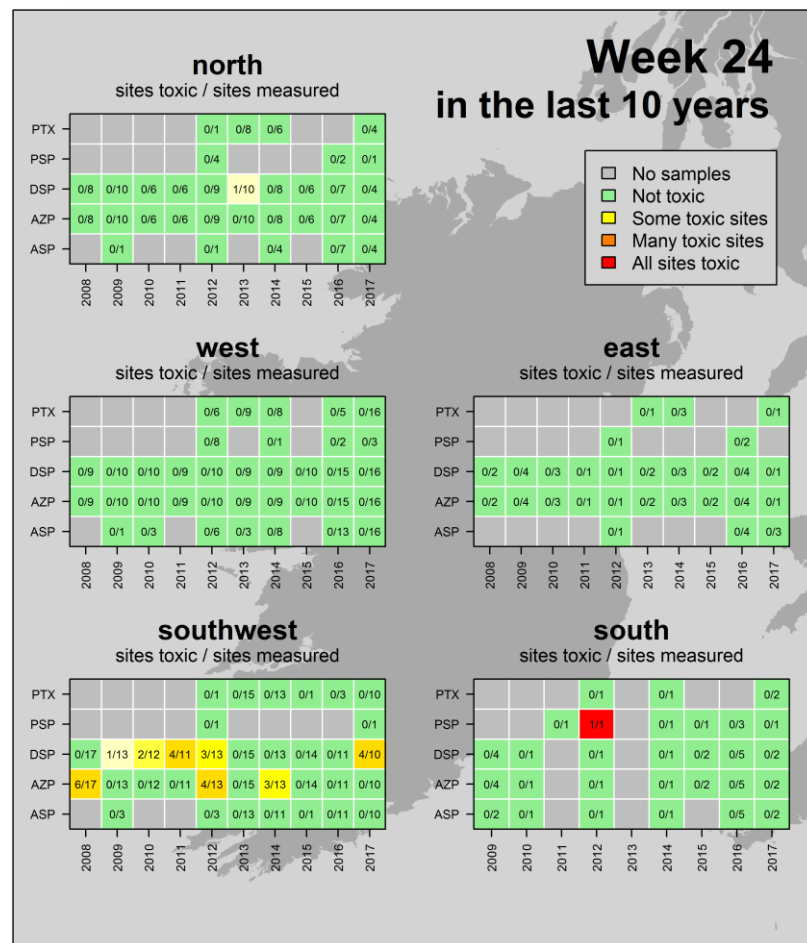 Week 24
in the last 10 years
No samples
Not toxic
Some toxic sites
Many toxic sites
All sites toxic
north
sites toxic / sites measured
PTX 0/1 0/8 0/6 0/4
PSP 0/4 0/2 0/1
DSP 0/8 0/10 0/6 0/6 0/9 1/10 0/8 0/6 0/7 0/4
AZP 0/8 0/10 0/6 0/6 0/9 0/10 0/8 0/6 0/7 0/4
ASP 0/1 0/1 0/4 0/7 0/4
2008 2009 2010 2011 2012 2013 2014 2015 2016 2017
west
sites toxic / sites measured
PTX 0/6 0/9 0/8 0/5 0/16
PSP 0/8 0/1 0/2 0/3
DSP 0/9 0/10 0/10 0/9 0/10 0/9 0/9 0/10 0/15 0/16
AZP 0/9 0/10 0/10 0/9 0/10 0/9 0/9 0/10 0/15 0/16
ASP 0/1 0/3 0/6 0/3 0/8 0/13 0/16
2008 2009 2010 2011 2012 2013 2014 2015 2016 2017
east
sites toxic / sites measured
PTX 0/1 0/3 0/1
PSP 0/1 0/2
DSP 0/2 0/4 0/3 0/1 0/1 0/2 0/3 0/2 0/4 0/1
AZP 0/2 0/4 0/3 0/1 0/1 0/2 0/3 0/2 0/4 0/1
ASP 0/1 0/4 0/3
2008 2009 2010 2011 2012 2013 2014 2015 2016 2017
southwest
sites toxic / sites measured
PTX 0/1 0/15 0/13 0/1 0/3 0/10
PSP 0/1 0/1
DSP 0/17 1/13 2/12 4/11 3/13 0/15 0/13 0/14 0/11 4/10
AZP 6/17 0/13 0/12 0/11 4/13 0/15 3/13 0/14 0/11 0/10
ASP 0/3 0/3 0/13 0/11 0/1 0/11 0/10
2008 2009 2010 2011 2012 2013 2014 2015 2016 2017
south
sites toxic / sites measured
PTX 0/1 0/1 0/2
PSP 0/1 1/1 0/1 0/1 0/3 0/1
DSP 0/4 0/1 0/1 0/1 0/2 0/5 0/2
AZP 0/4 0/1 0/1 0/1 0/2 0/5 0/2
ASP 0/2 0/1 0/1 0/1 0/5 0/2
2009 2010 2011 2012 2013 2014 2015 2016 2017